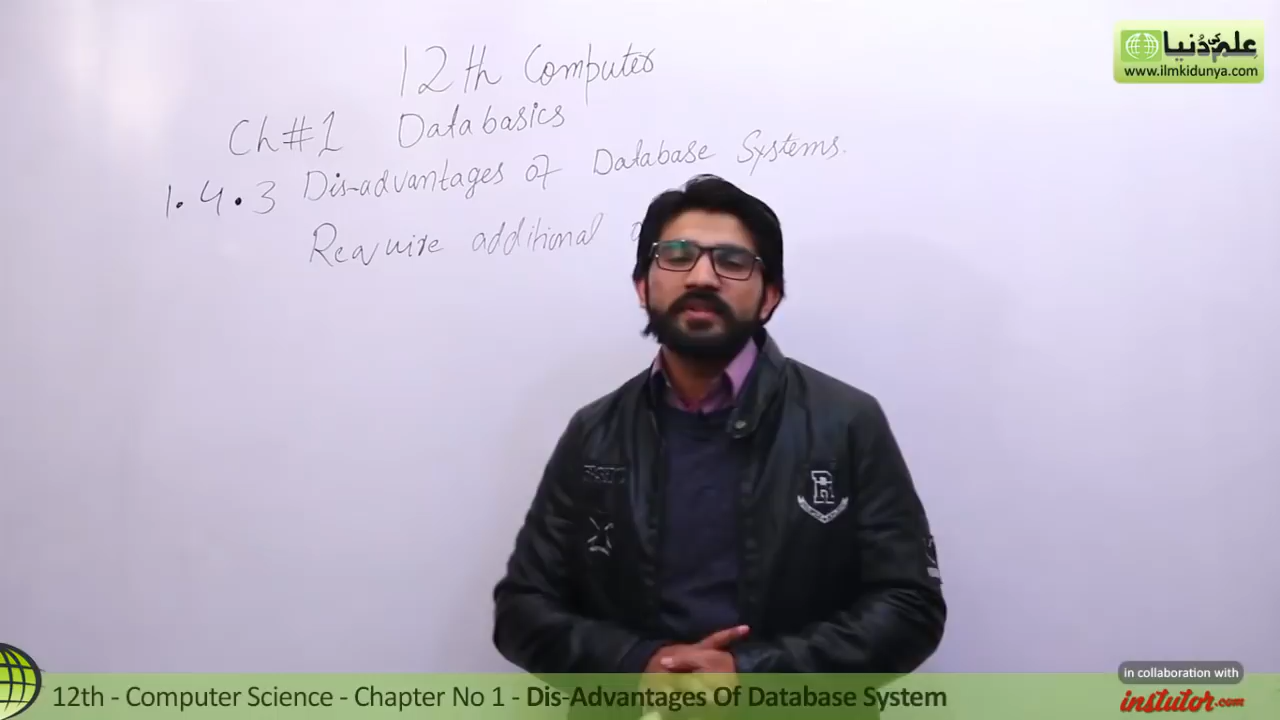 12th Computer
Ch#1 Databasics
1.4.3 Dis-advantages of Database Systems.
Require additional
علم کی دُنیا
www.ilmkidunya.com
12th - Computer Science - Chapter No 1 - Dis-Advantages Of Database System
in collaboration with
instutor.com